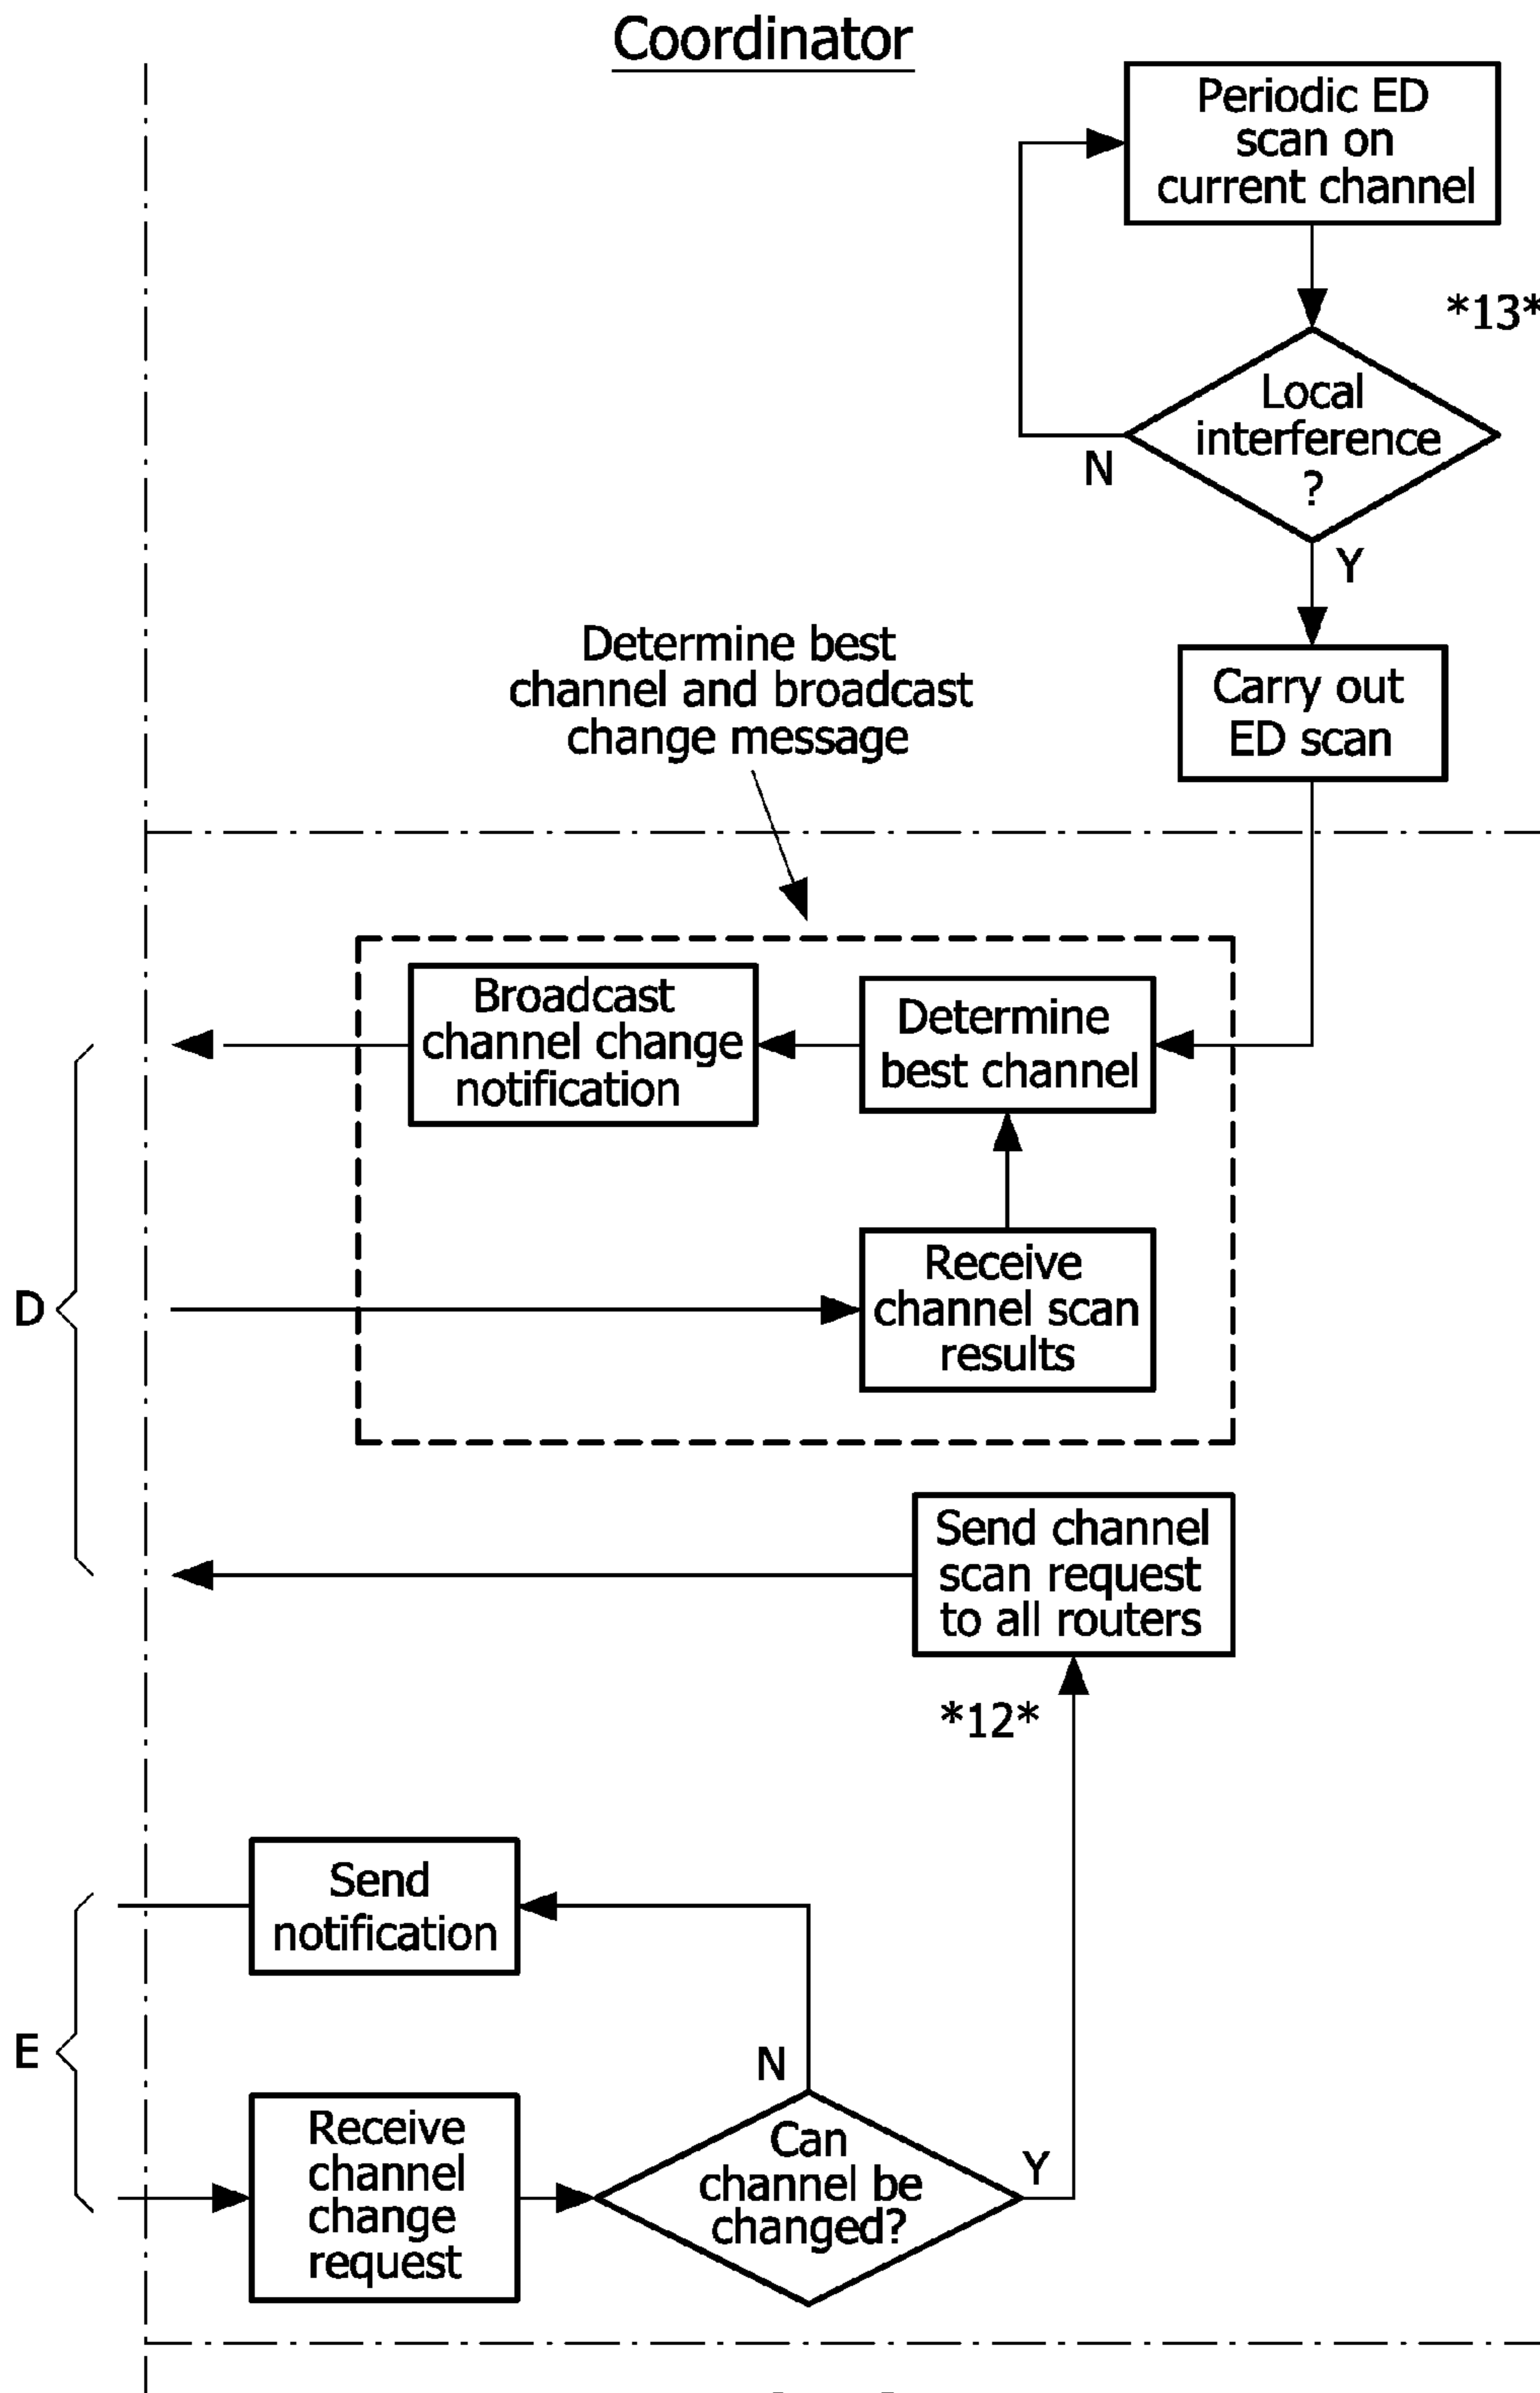 Coordinator
Periodic ED
scan on
current channel
*13*
Local
interference
?
N
Y
Determine best
channel and broadcast
change message
Carry out
ED scan
Broadcast
channel change
notification
Determine
best channel
D
Receive
channel scan
results
Send channel
scan request
to all routers
*12*
Send
notification
E
N
Receive
channel
change
request
Can
channel be
changed?
Y